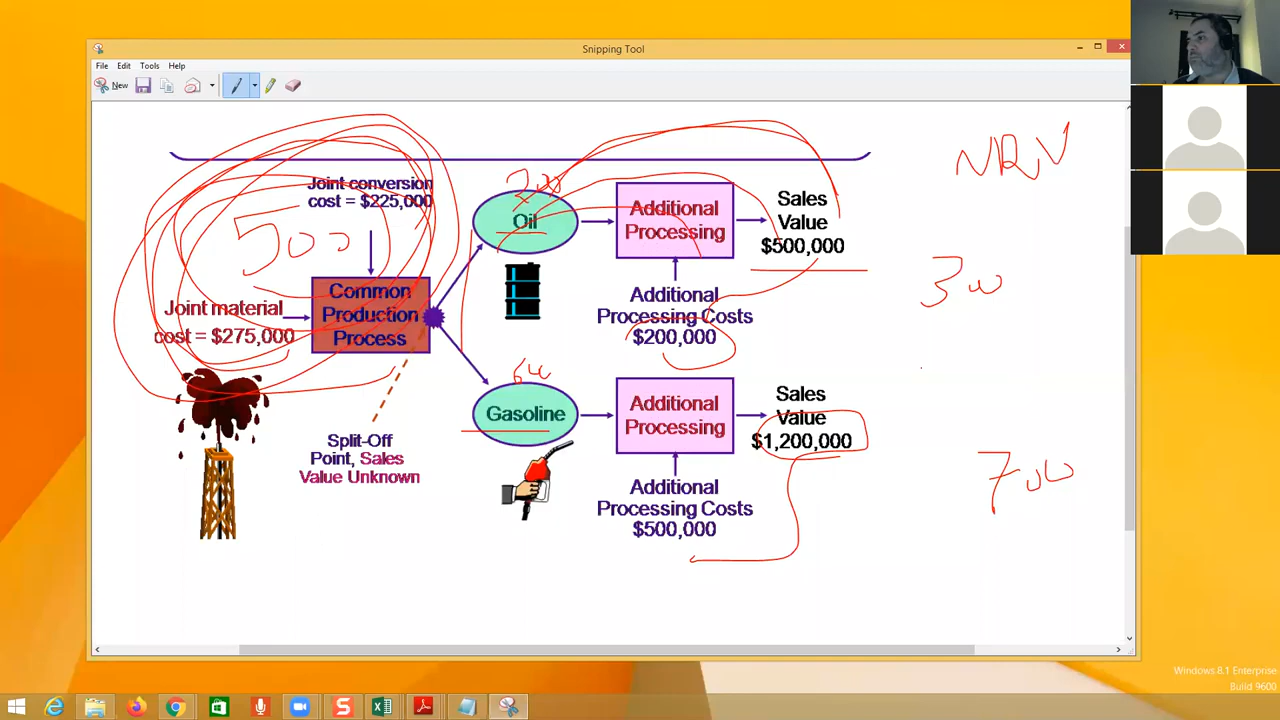 Snipping Tool
File Edit Tools Help
New
NRV
Joint conversion
cost = $225,000
500
Joint material
cost = $275,000
Common
Production
Process
Split-Off
Point, Sales
Value Unknown
200
Oil
Additional
Processing
Sales
Value
$500,000
Additional
Processing Costs
$200,000
300
Gasoline
Additional
Processing
Sales
Value
$1,200,000
Additional
Processing Costs
$500,000
700
Windows 8.1 Enterprise
Build 9600